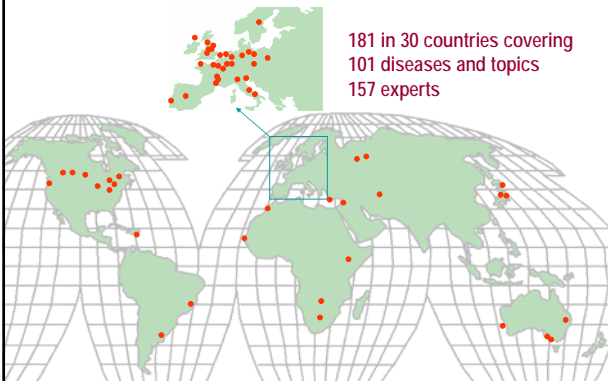 181 in 30 countries covering
101 diseases and topics
157 experts